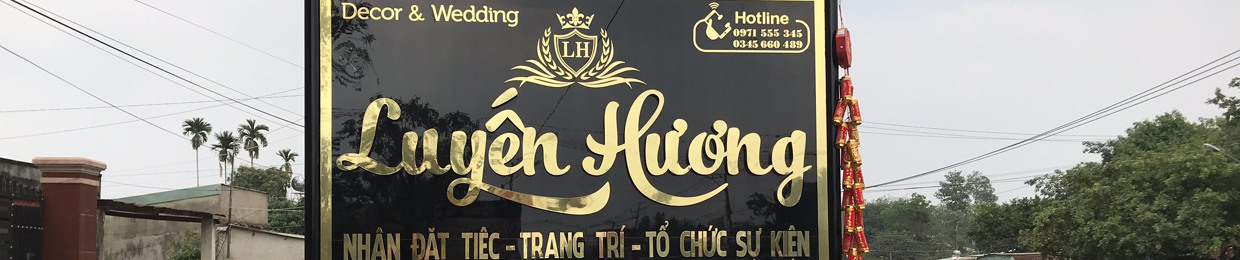 Decor & Wedding
Hotline
0971 555 345
0345 660 489
LH
Luyến Hương
NHẬN ĐẶT TIỆC - TRANG TRÍ - TỔ CHỨC SỰ KIỆN